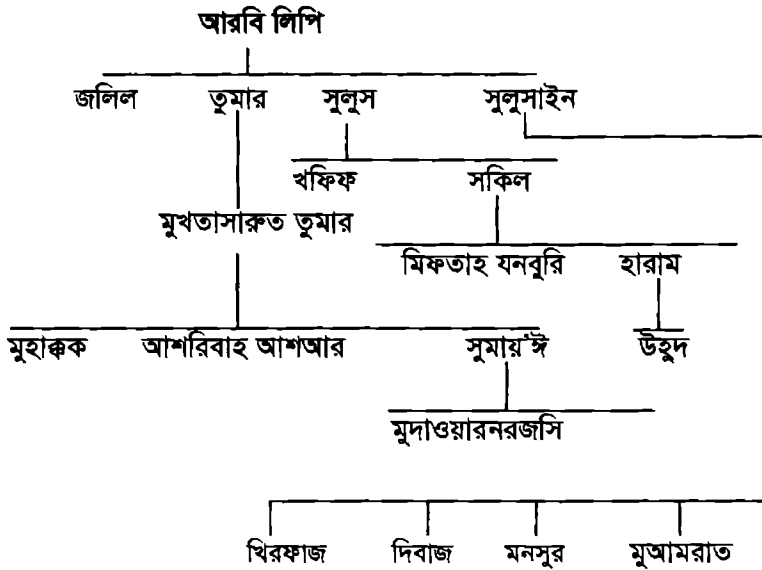 আরবি লিপি
জলিল তুমার সুলুস সুলুসাইন
খফিফ সকিল
মুখতাসারুত তুমার
মিফতাহ যনবুরি হারাম
মুহাক্কক আশরিবাহ আশআর সুমায়'ঈ উহুদ
মুদাওয়ারনরজসি
খিরফাজ দিবাজ মনসুর মুআমরাত